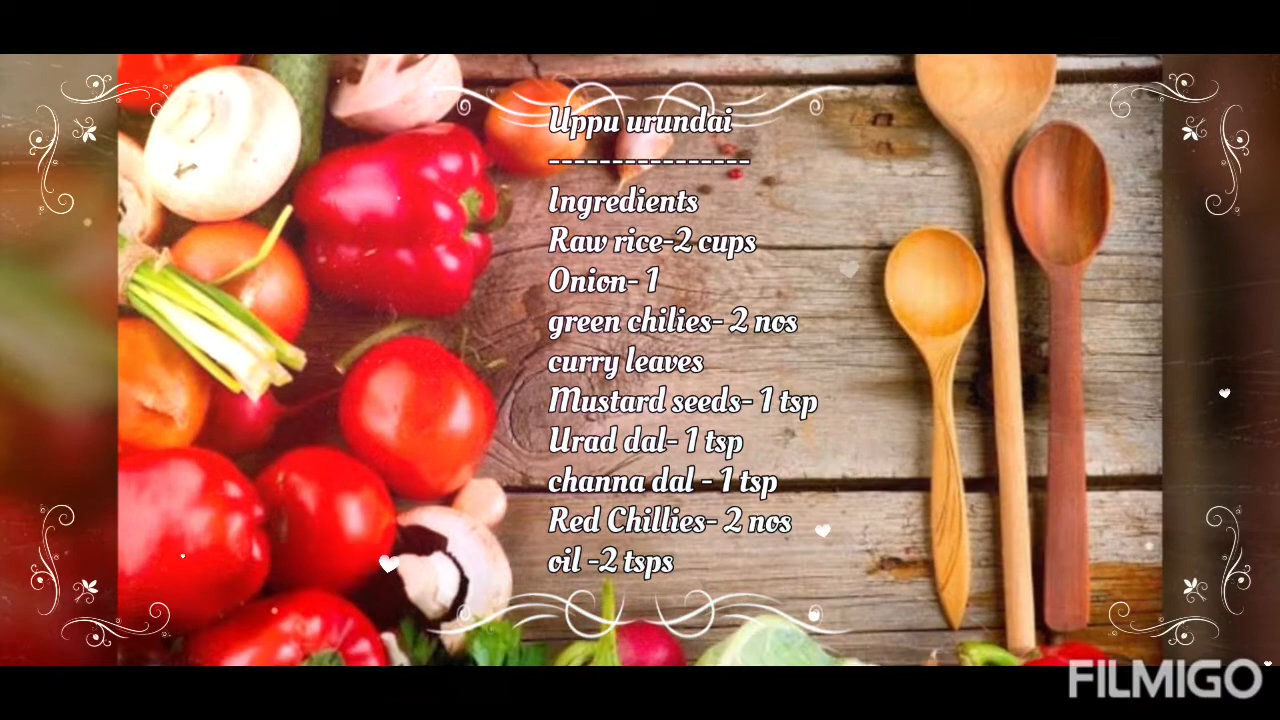 Uppu urundai
----------------
Ingredients
Raw rice-2 cups
Onion- 1
green chilies- 2 nos
curry leaves
Mustard seeds- 1 tsp
Urad dal- 1 tsp
channa dal - 1 tsp
Red Chillies- 2 nos
oil -2 tsps
FILMIGO